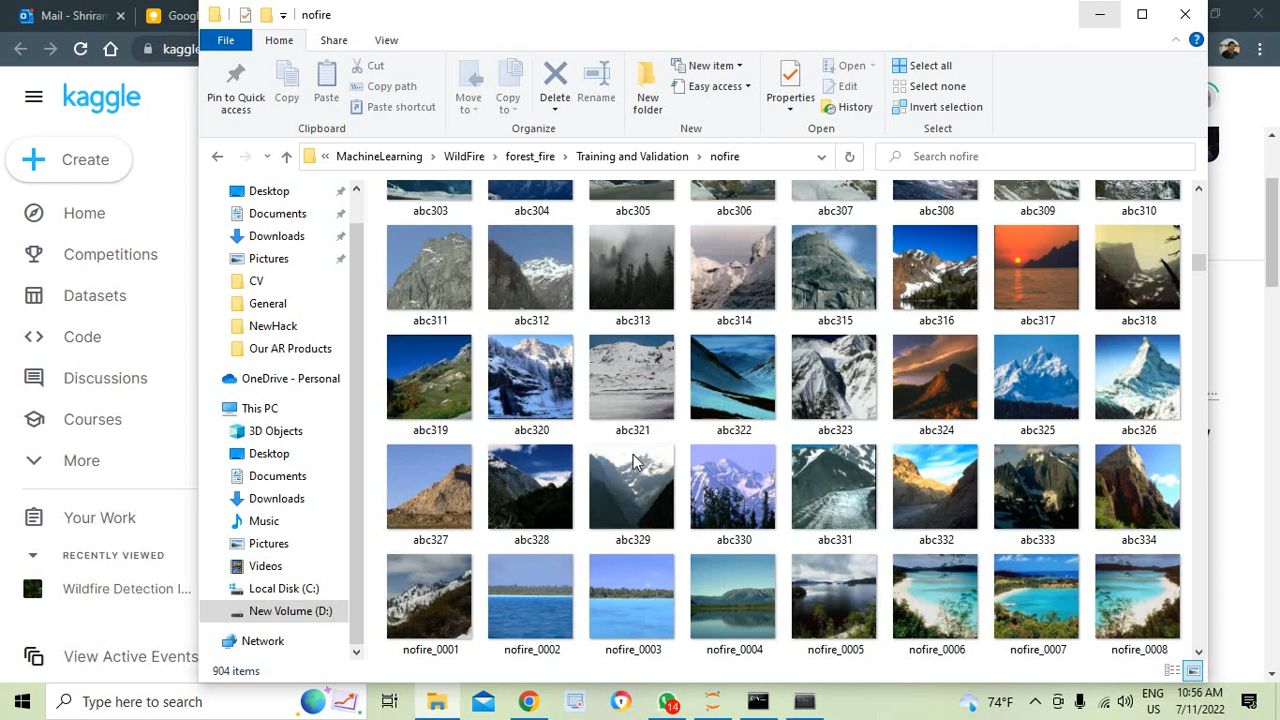 Mail - Shriram
Goog
nofire
kaggle
File
Home
Share
View
Pin to Quick access
Copy
Paste
Cut
Copy path
Paste shortcut
Clipboard
Move to
Copy to
Delete
Rename
Organize
New folder
New item
Easy access
New
Properties
Open
Edit
History
Open
Select all
Select none
Insert selection
Select
« MachineLearning > WildFire > forest_fire > Training and Validation > nofire
Search nofire
kaggle
Create
Home
Competitions
Datasets
Code
Discussions
Courses
More
Your Work
RECENTLY VIEWED
Wildfire Detection I...
View Active Events
Desktop
Documents
Downloads
Pictures
CV
General
NewHack
Our AR Products
OneDrive - Personal
This PC
3D Objects
Desktop
Documents
Downloads
Music
Pictures
Videos
Local Disk (C:)
New Volume (D:)
Network
abc303 abc304 abc305 abc306 abc307 abc308 abc309 abc310
abc311 abc312 abc313 abc314 abc315 abc316 abc317 abc318
abc319 abc320 abc321 abc322 abc323 abc324 abc325 abc326
abc327 abc328 abc329 abc330 abc331 abc332 abc333 abc334
nofire_0001 nofire_0002 nofire_0003 nofire_0004 nofire_0005 nofire_0006 nofire_0007 nofire_0008
904 items
Type here to search
14
74°F
ENG
US
10:56 AM
7/11/2022